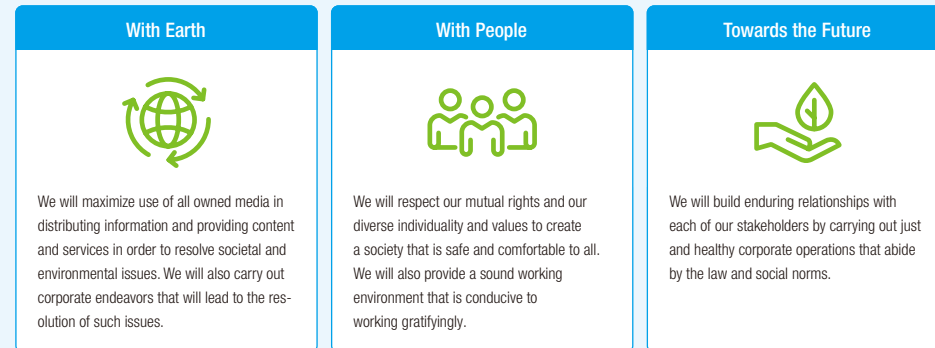 With Earth
We will maximize use of all owned media in
distributing information and providing content
and services in order to resolve societal and
environmental issues. We will also carry out
corporate endeavors that will lead to the res-
olution of such issues.
With People
We will respect our mutual rights and our
diverse individuality and values to create
a society that is safe and comfortable to all.
We will also provide a sound working
environment that is conducive to
working gratifyingly.
Towards the Future
We will build enduring relationships with
each of our stakeholders by carrying out just
and healthy corporate operations that abide
by the law and social norms.